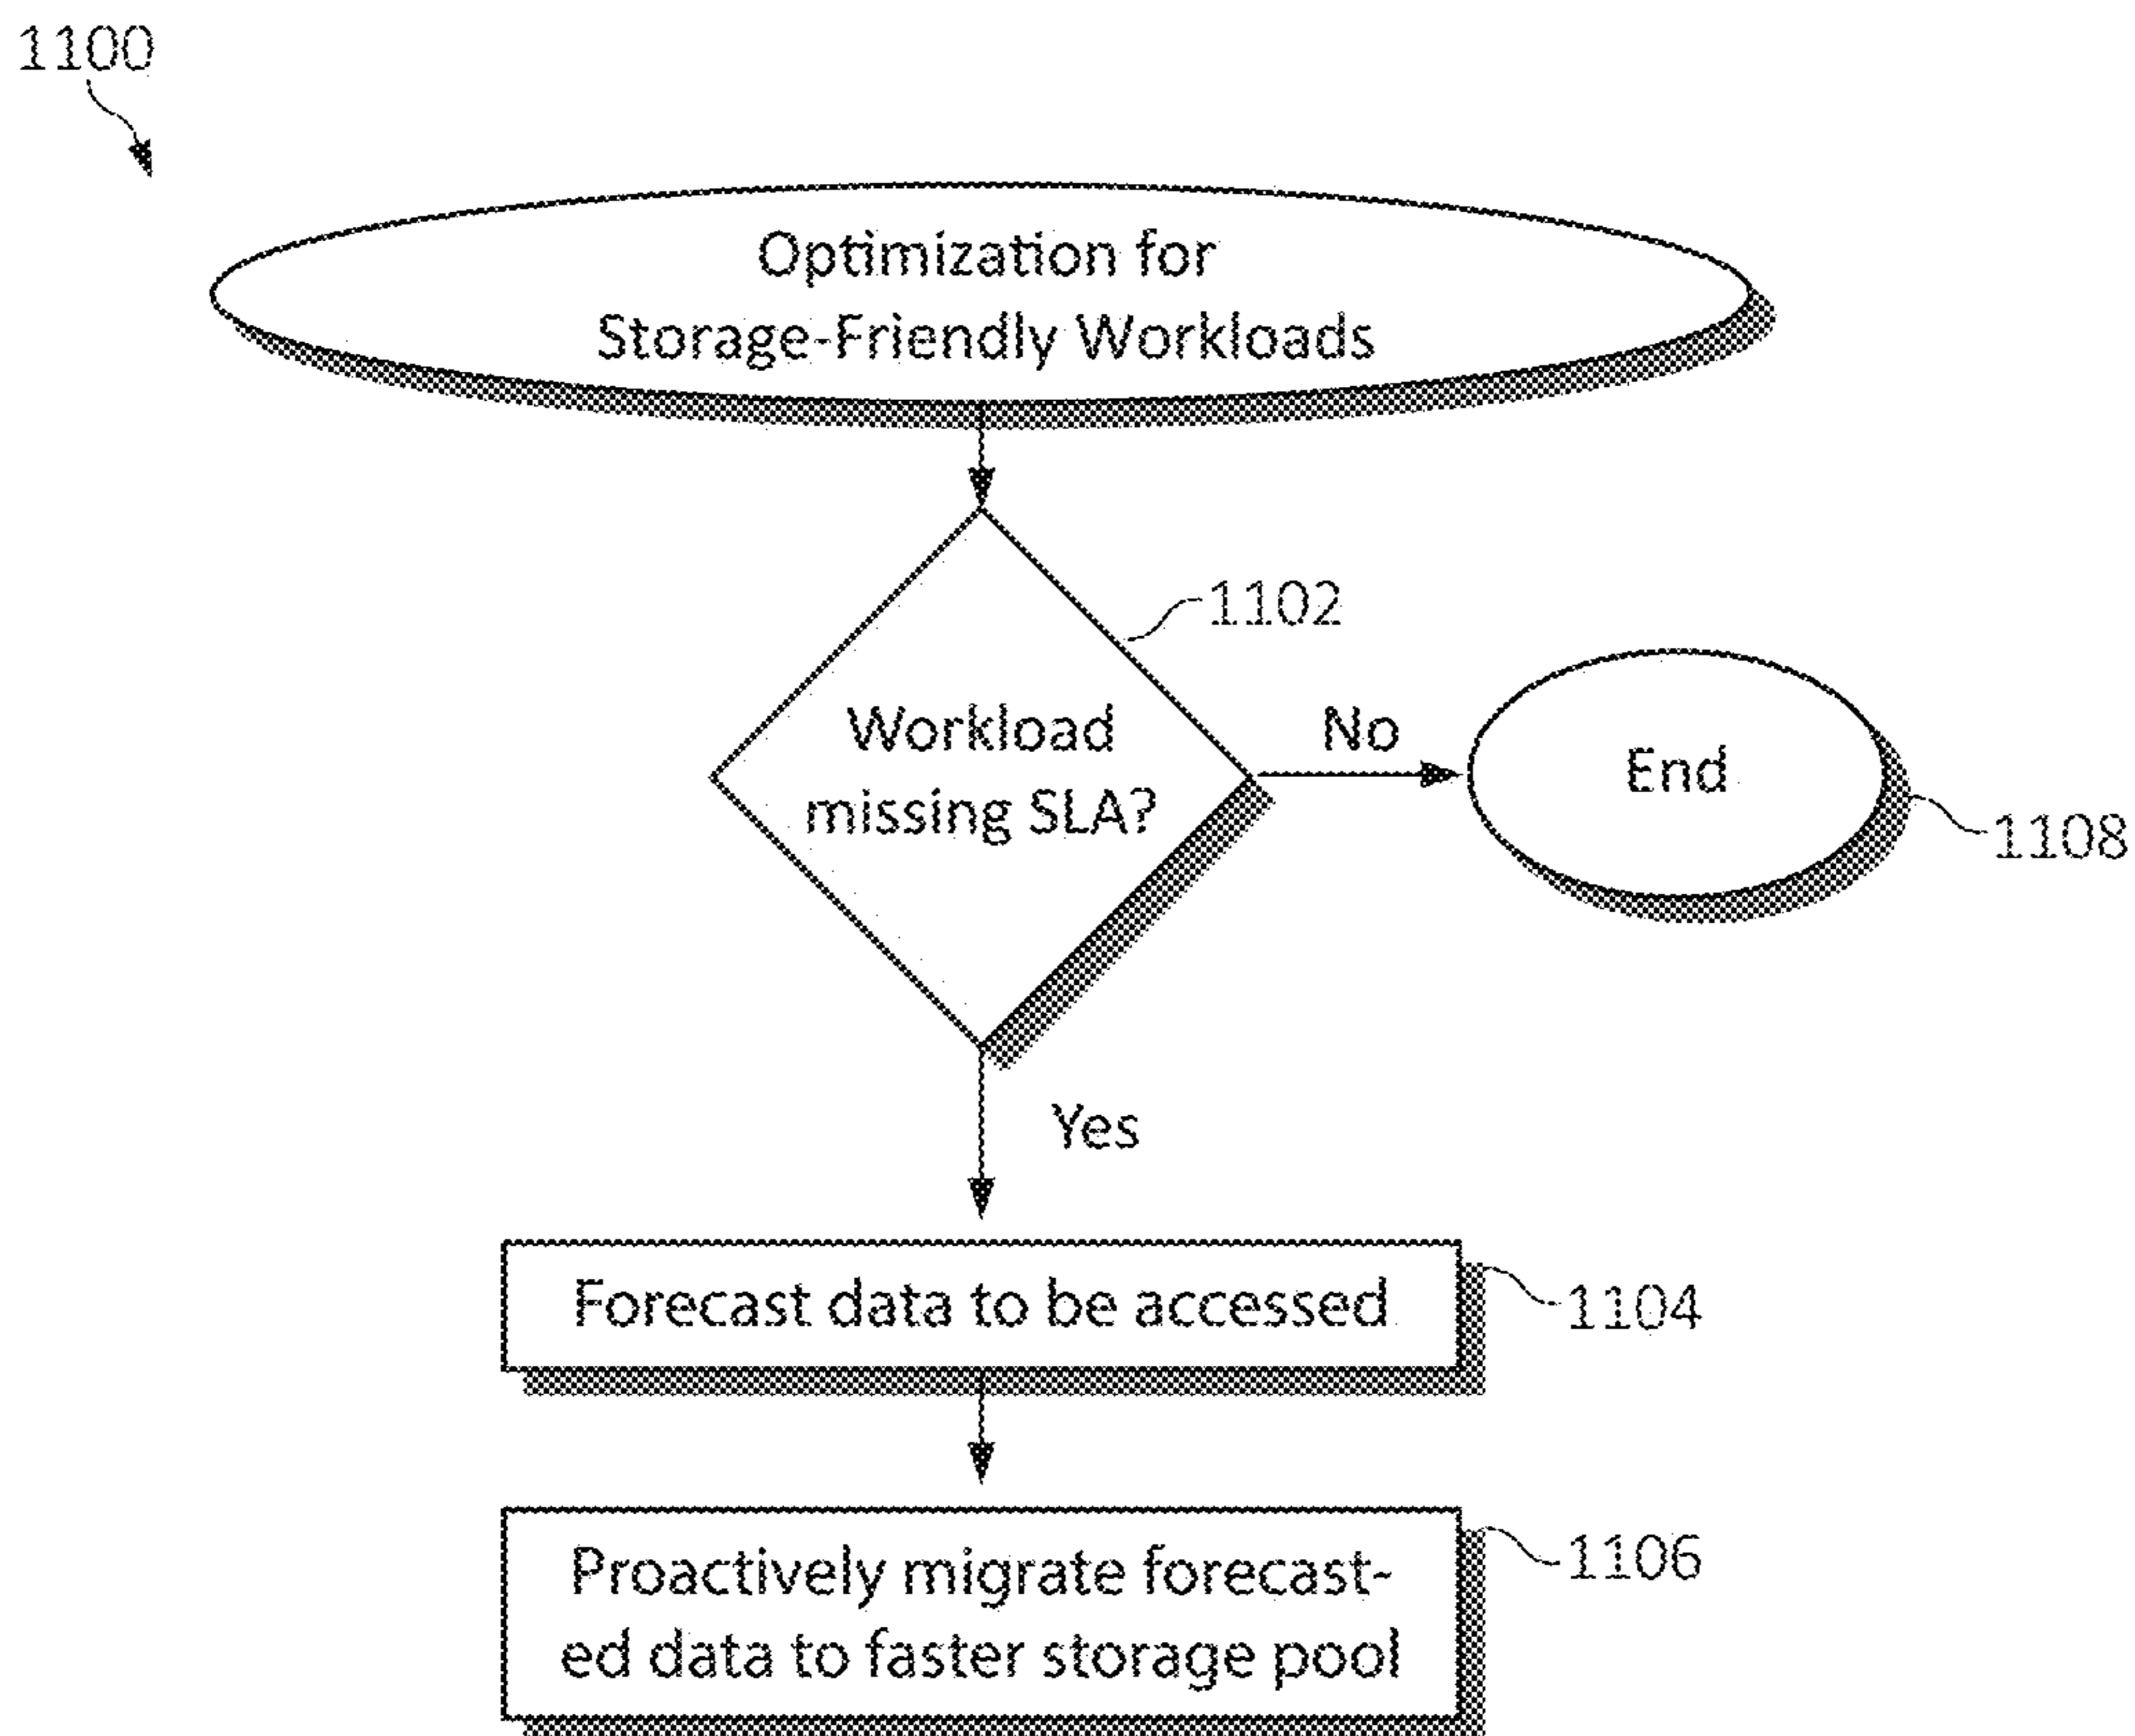 1100
Optimization for
Storage-Friendly Workloads
1102
Workload
missing SLA?
No
End
1108
Yes
Forecast data to be accessed
1104
Proactively migrate forecast-
ed data to faster storage pool
1106